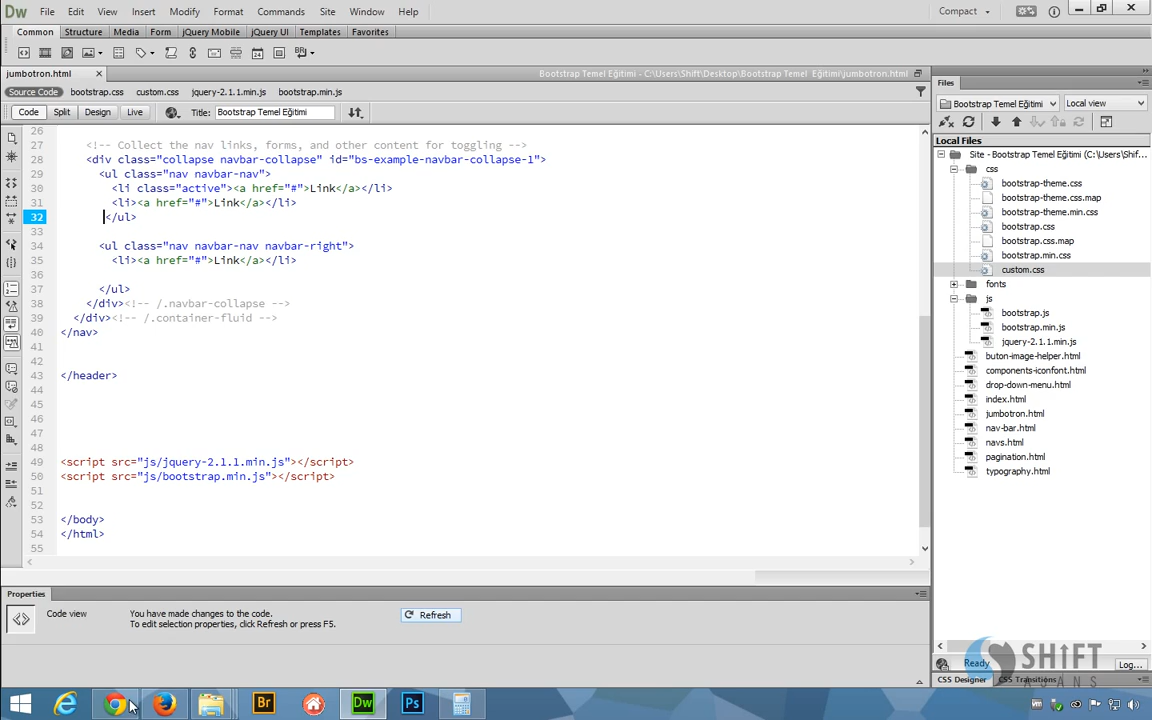 Dw File Edit View Insert Modify Format Commands Site Window Help Compact
Common Structure Media Form jQuery Mobile jQuery UI Templates Favorites
jumbotron.html Bootstrap Temel Eğitimi - C:\Users\Shift\Desktop\Bootstrap Temel Eğitimi\jumbotron.html
Source Code bootstrap.css custom.css jquery-2.1.1.min.js bootstrap.min.js
Code Split Design Live Title: Bootstrap Temel Eğitimi
26
27 <!-- Collect the nav links, forms, and other content for toggling -->
28 <div class="collapse navbar-collapse" id="bs-example-navbar-collapse-1">
29 <ul class="nav navbar-nav">
30 <li class="active"><a href="#">Link</a></li>
31 <li><a href="#">Link</a></li>
32 </ul>
33
34 <ul class="nav navbar-nav navbar-right">
35 <li><a href="#">Link</a></li>
36
37 </ul>
38 </div><!-- /.navbar-collapse -->
39 </div><!-- /.container-fluid -->
40 </nav>
41
42
43 </header>
44
45
46
47
48
49 <script src="js/jquery-2.1.1.min.js"></script>
50 <script src="js/bootstrap.min.js"></script>
51
52
53 </body>
54 </html>
55
Properties
Code view You have made changes to the code.
To edit selection properties, click Refresh or press F5.
Refresh
Files
Bootstrap Temel Eğitimi Local view
Local Files
Site - Bootstrap Temel Eğitimi (C:\Users\Shif...
css
bootstrap-theme.css
bootstrap-theme.css.map
bootstrap-theme.min.css
bootstrap.css
bootstrap.css.map
bootstrap.min.css
custom.css
fonts
js
bootstrap.js
bootstrap.min.js
jquery-2.1.1.min.js
buton-image-helper.html
components-iconfont.html
drop-down-menu.html
index.html
jumbotron.html
nav-bar.html
navs.html
pagination.html
typography.html
Ready Log...
SHIFT
AJANS
CSS Designer CSS Transitions
Br Dw Ps